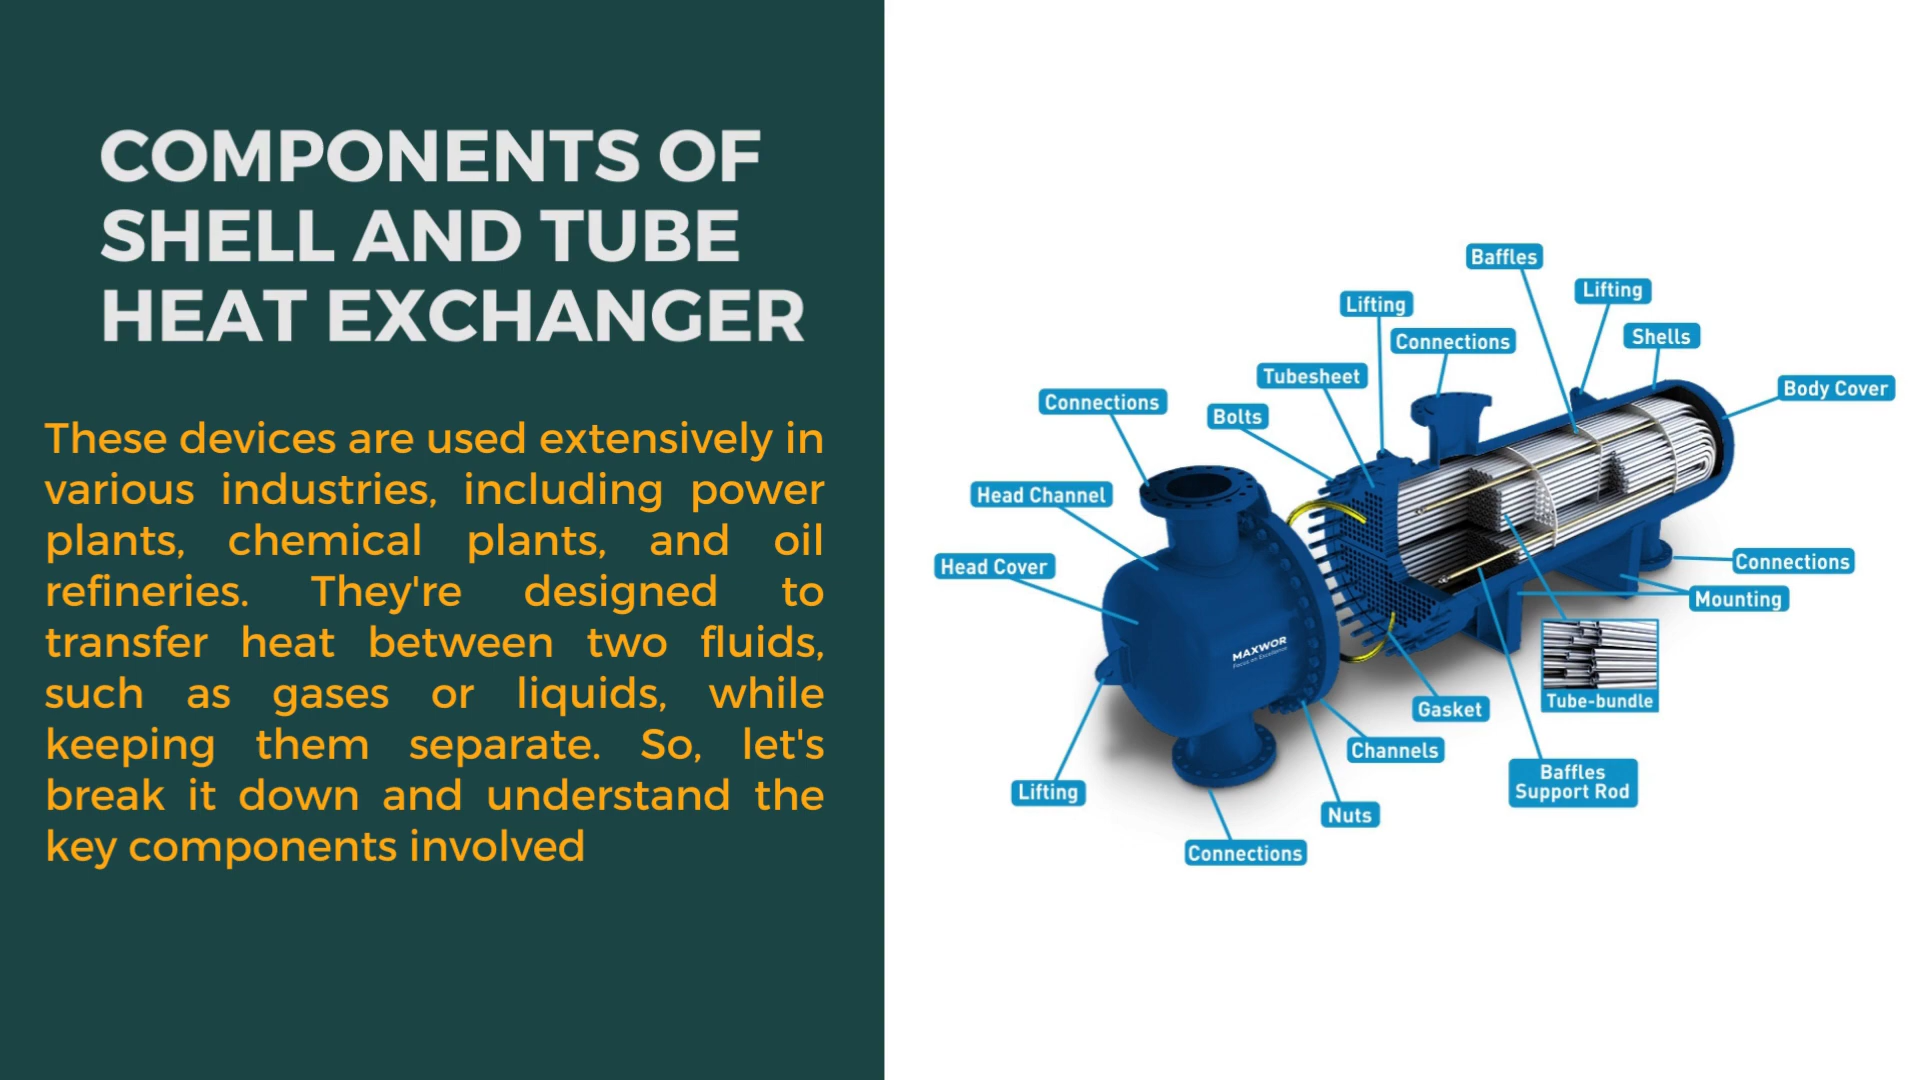 COMPONENTS OF
SHELL AND TUBE
HEAT EXCHANGER
These devices are used extensively in
various industries, including power
plants, chemical plants, and oil
refineries. They're designed to
transfer heat between two fluids,
such as gases or liquids, while
keeping them separate. So, let's
break it down and understand the
key components involved
Baffles
Lifting
Lifting
Connections
Shells
Tubesheet
Body Cover
Connections
Bolts
Head Channel
Head Cover
Connections
Mounting
MAXWOR
Focus on Excellence
Tube-bundle
Gasket
Channels
Baffles
Support Rod
Lifting
Nuts
Connections